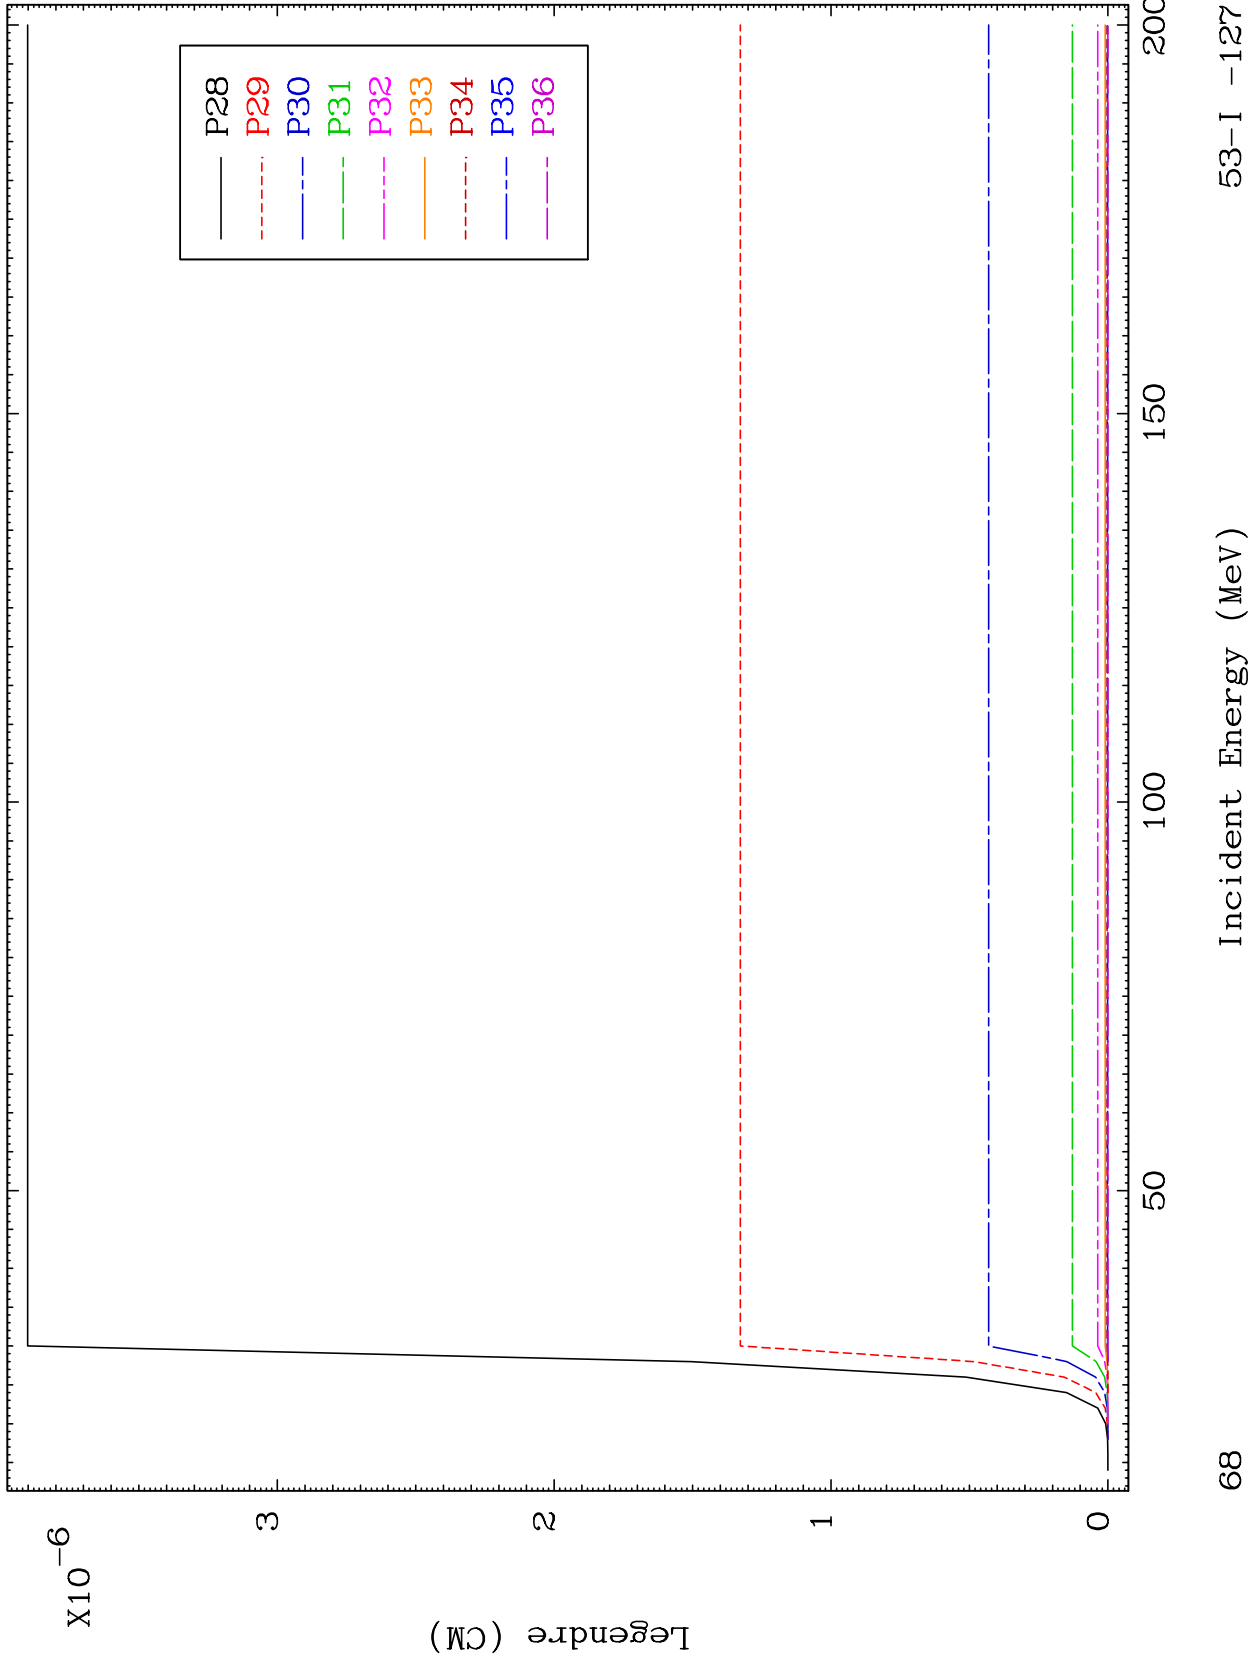 X10
-6
Legendre (CM)
3
2
1
0
P28
P29
P30
P31
P32
P33
P34
P35
P36
50
100
150
200
68
Incident Energy (MeV)
53-I -127